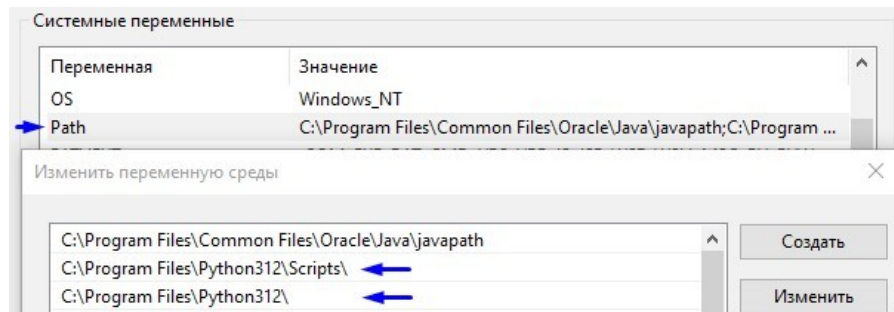 Системные переменные
Переменная Значение
OS Windows_NT
Path C:\Program Files\Common Files\Oracle\Java\javapath;C:\Program ...
Изменить переменную среды
C:\Program Files\Common Files\Oracle\Java\javapath
Создать
C:\Program Files\Python312\Scripts\
C:\Program Files\Python312\
Изменить